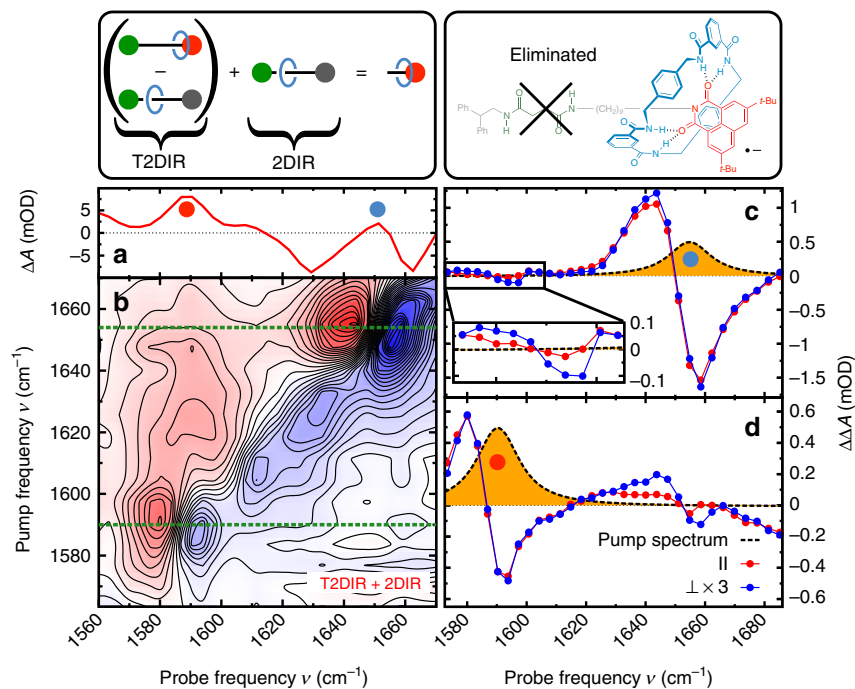 Eliminated
T2DIR
2DIR
− + =
Ph
Ph
N
H
O
O
H
N
(CH2)9
N
O
O
O
O
N
H
H
N
N
H
O
O
N
H
t-Bu
t-Bu
•−
ΔA (mOD)
5
0
−5
a
b
Pump frequency ν (cm−1)
1660
1640
1620
1600
1580
T2DIR + 2DIR
1560
1580
1600
1620
1640
1660
Probe frequency ν (cm−1)
c
1
0.5
0
−0.5
−1
−1.5
0.1
0
−0.1
ΔΔA (mOD)
d
0.6
0.4
0.2
0
−0.2
−0.4
−0.6
Pump spectrum
II
⊥ × 3
1580
1600
1620
1640
1660
1680
Probe frequency ν (cm−1)